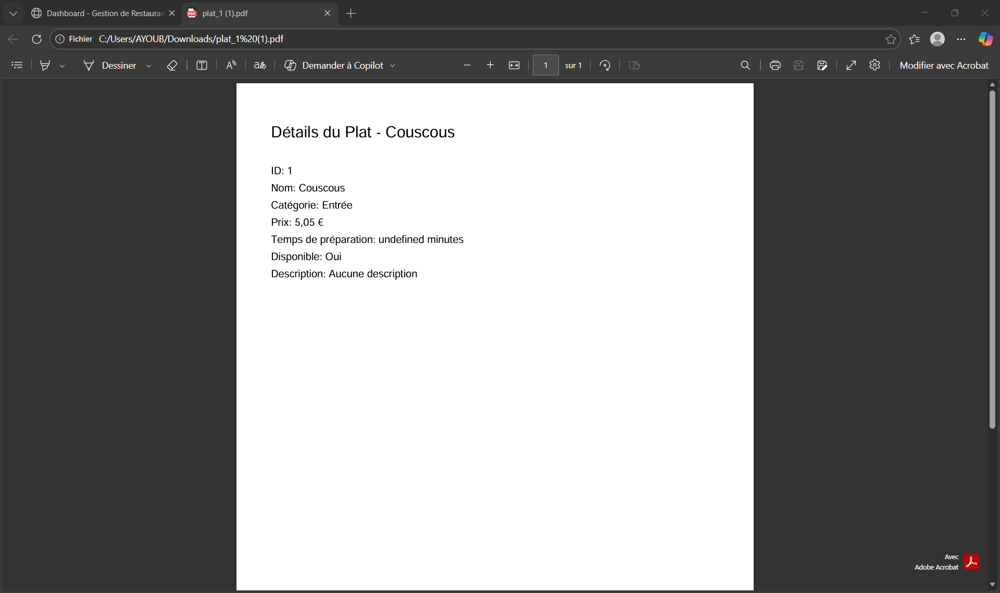 Dashboard - Gestion de Restauran
plat_1 (1).pdf
Fichier C:/Users/AYOUB/Downloads/plat_1%20(1).pdf
Dessiner
aあ
Demander à Copilot
1 sur 1
Modifier avec Acrobat
Détails du Plat - Couscous
ID: 1
Nom: Couscous
Catégorie: Entrée
Prix: 5,05 €
Temps de préparation: undefined minutes
Disponible: Oui
Description: Aucune description
Avec
Adobe Acrobat